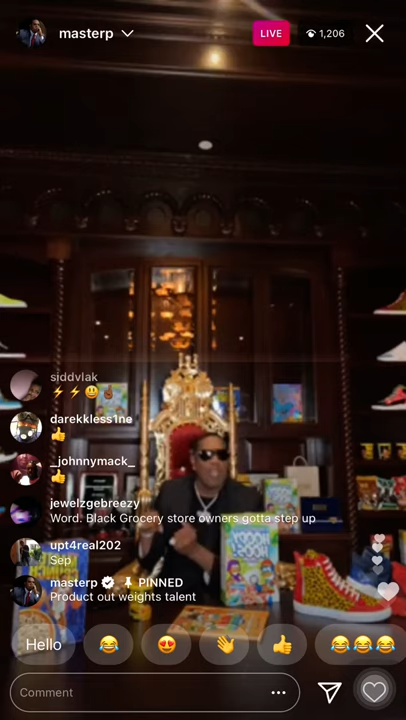 masterp
LIVE
1,206
siddvlak
darekkless1ne
_johnnymack_
jewelzgebreezy
Word. Black Grocery store owners gotta step up
upt4real202
Sep
masterp PINNED
Product out weights talent
Hello
Comment